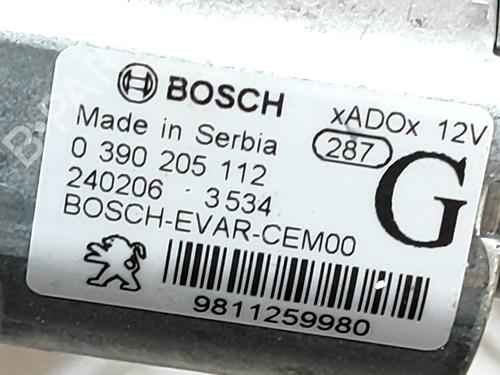 BOSCH xADOx 12V
Made in Serbia 287
0 390 205 112 G
240206 3534
BOSCH-EVAR-CEM00
9811259980